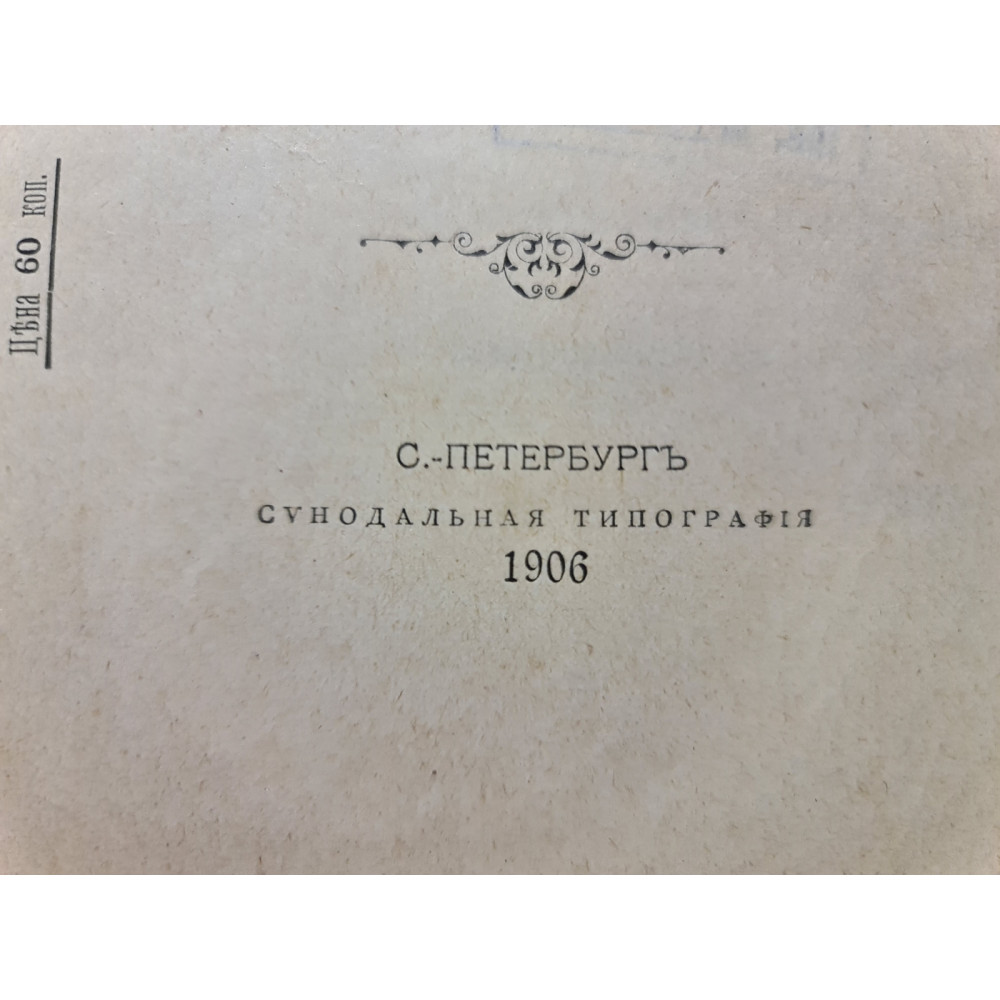 Цѣна 60 коп.
С.-ПЕТЕРБУРГЪ
СѴНОДАЛЬНАЯ ТИПОГРАФІЯ
1906